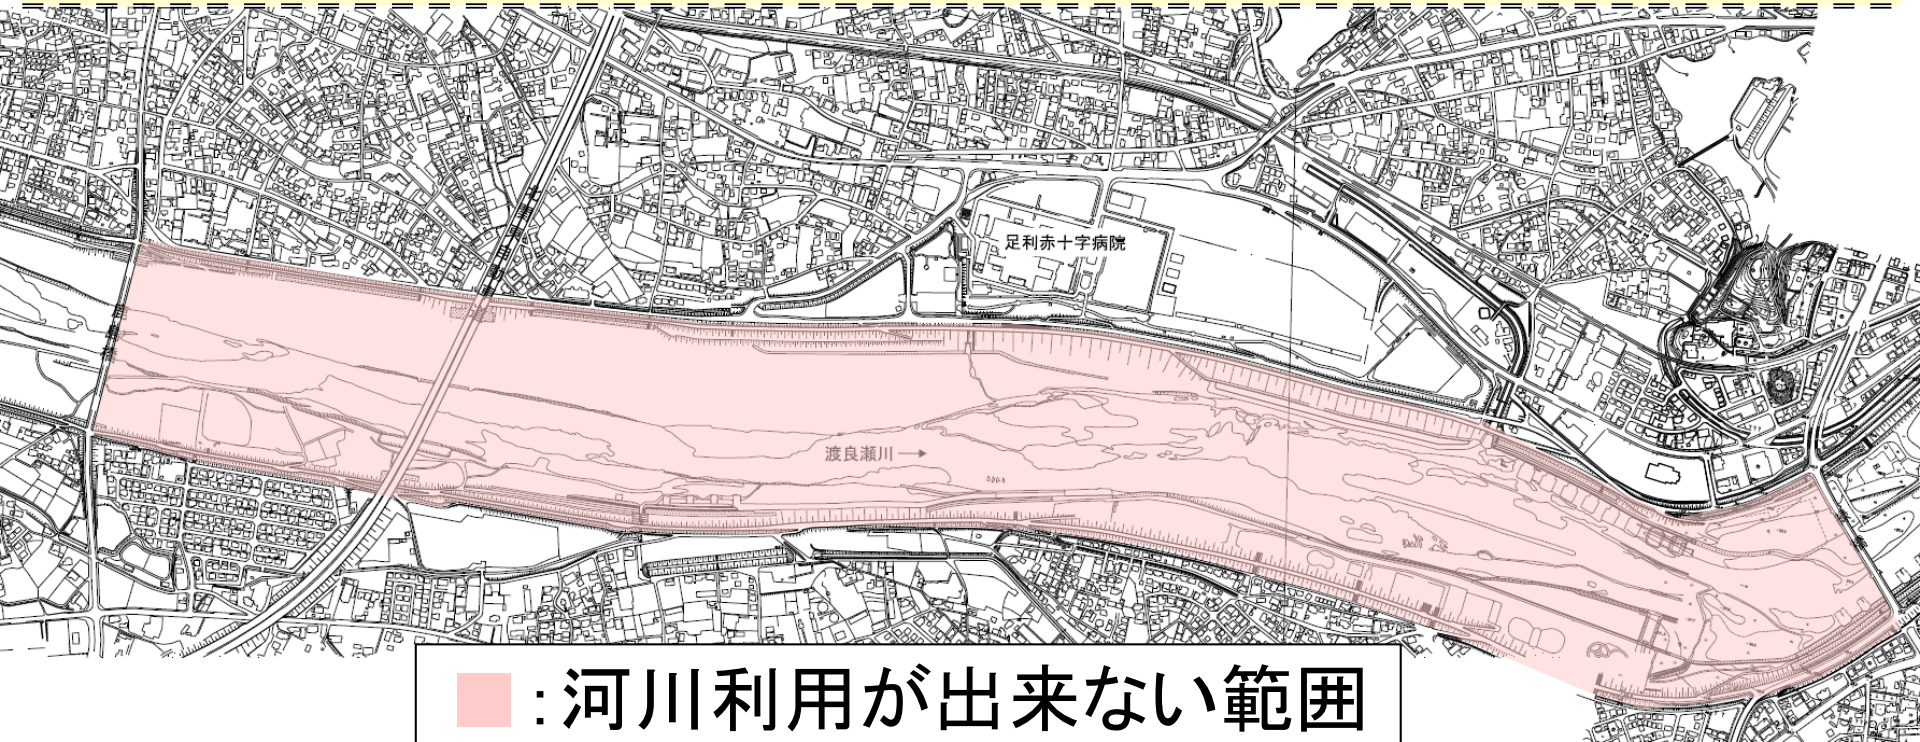 足利赤十字病院
渡良瀬川
:河川利用が出来ない範囲